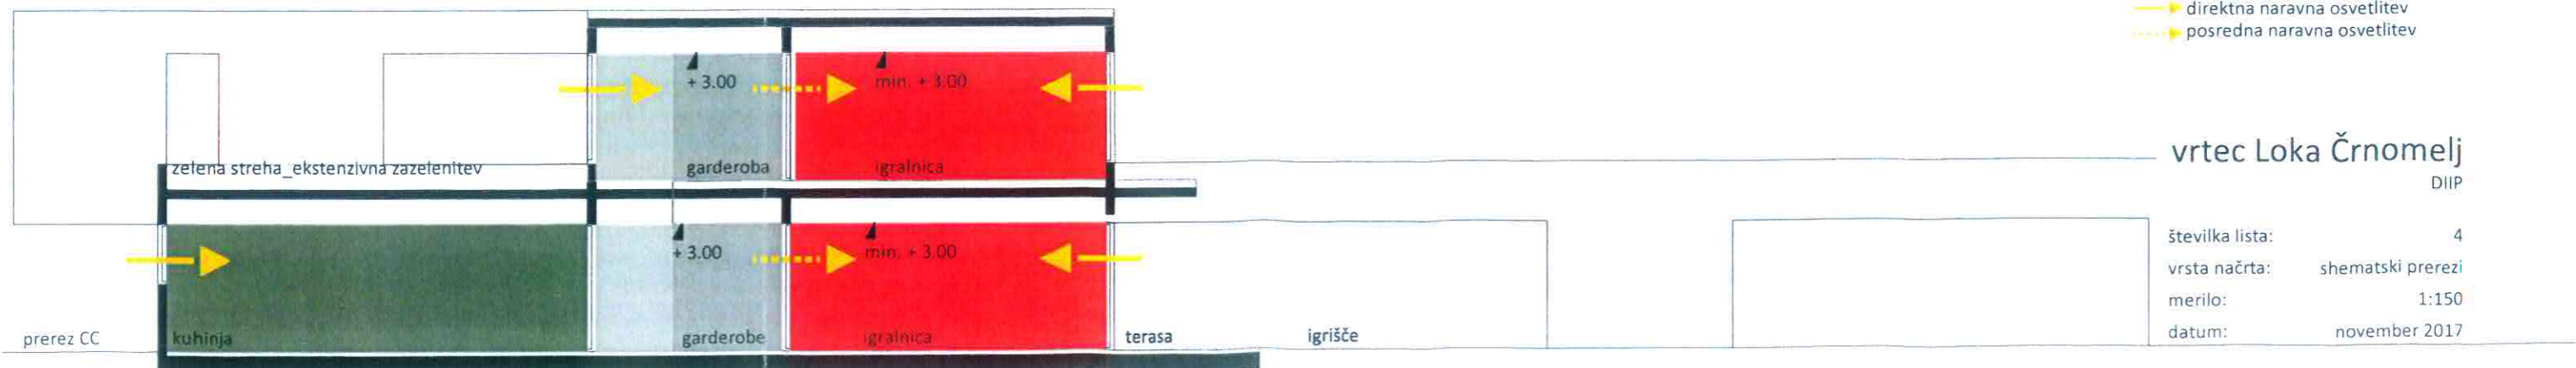 direktna naravna osvetlitev
posredna naravna osvetlitev
+ 3.00
min. + 3.00
zelena streha_ekstenzivna zazelenitev
garderoba
igralnica
vrtec Loka Črnomelj
DIIP
+ 3.00
min. + 3.00
številka lista: 4
vrsta načrta: shematski prerezi
merilo: 1:150
datum: november 2017
prerez CC
kuhinja
garderobe
igralnica
terasa
igrišče